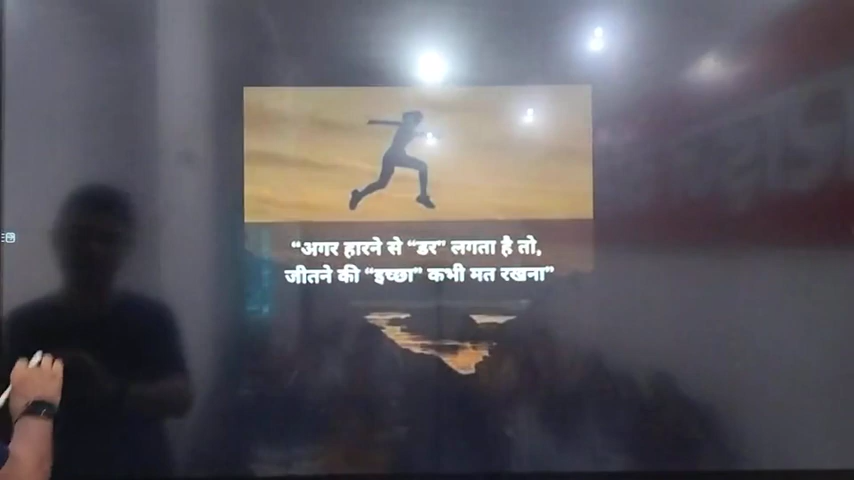 “अगर हारने से “डर” लगता है तो,
जीतने की “इच्छा” कभी मत रखना”